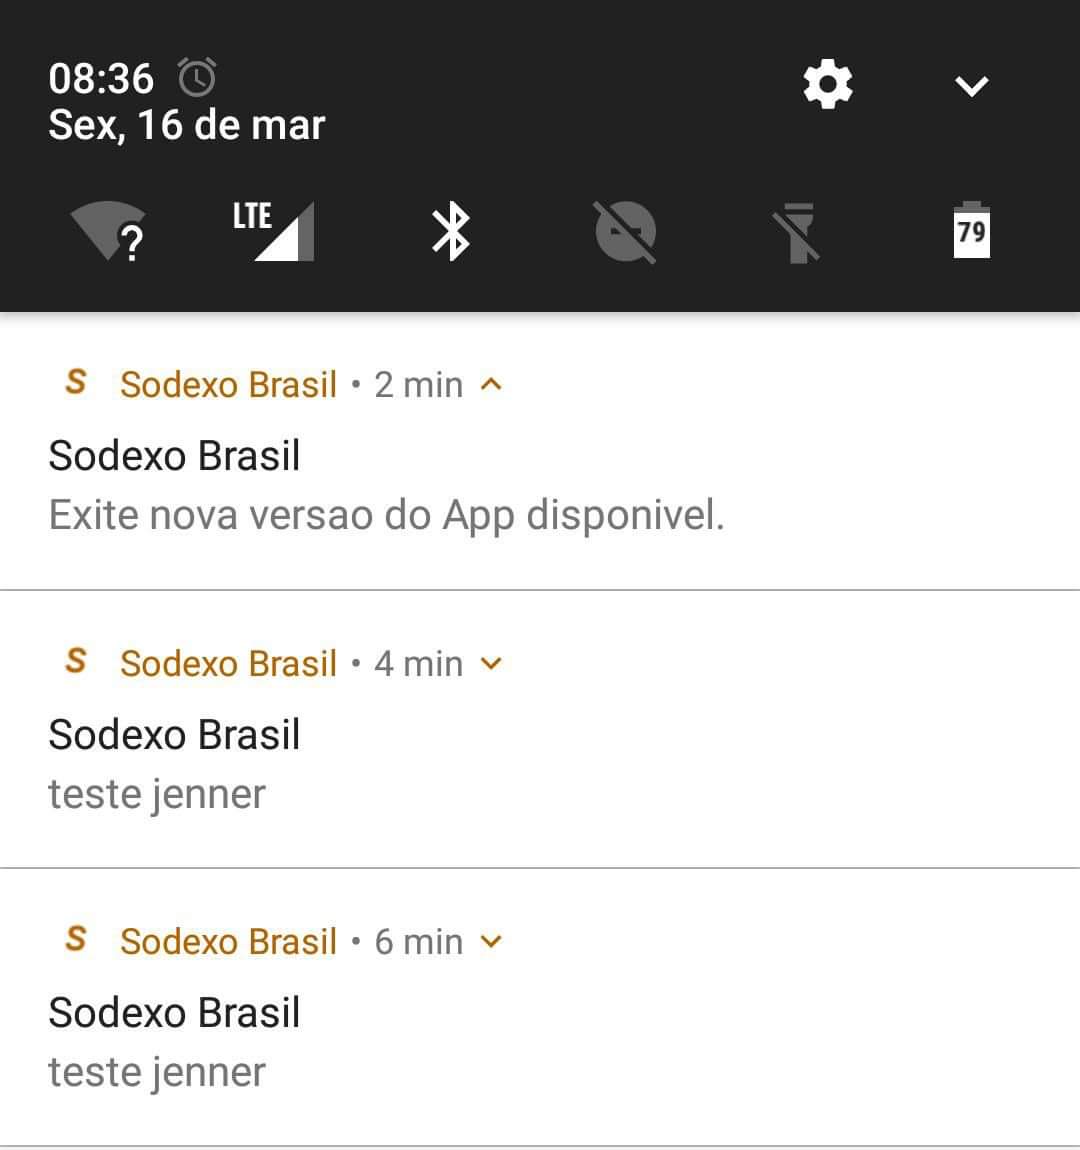 08:36
Sex, 16 de mar
?
LTE
79
S Sodexo Brasil • 2 min
Sodexo Brasil
Exite nova versao do App disponivel.
S Sodexo Brasil • 4 min
Sodexo Brasil
teste jenner
S Sodexo Brasil • 6 min
Sodexo Brasil
teste jenner